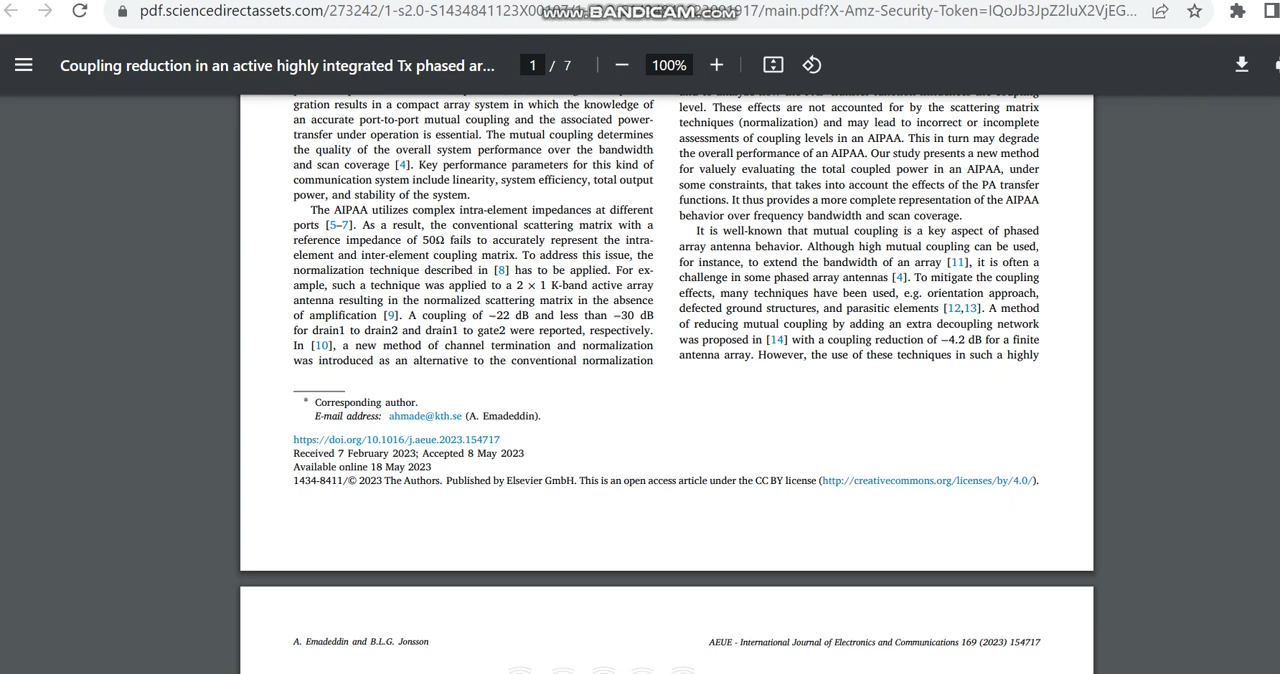 pdf.sciencedirectassets.com/273242/1-s2.0-S1434841123X00
917/main.pdf?X-Amz-Security-Token=IQoJb3JpZ2luX2VjEG...
www.BANDICAM.com
Coupling reduction in an active highly integrated Tx phased ar...
1 / 7
100%
gration results in a compact array system in which the knowledge of
an accurate port-to-port mutual coupling and the associated power-
transfer under operation is essential. The mutual coupling determines
the quality of the overall system performance over the bandwidth
and scan coverage [4]. Key performance parameters for this kind of
communication system include linearity, system efficiency, total output
power, and stability of the system.
The AIPAA utilizes complex intra-element impedances at different
ports [5–7]. As a result, the conventional scattering matrix with a
reference impedance of 50Ω fails to accurately represent the intra-
element and inter-element coupling matrix. To address this issue, the
normalization technique described in [8] has to be applied. For ex-
ample, such a technique was applied to a 2 × 1 K-band active array
antenna resulting in the normalized scattering matrix in the absence
of amplification [9]. A coupling of −22 dB and less than −30 dB
for drain1 to drain2 and drain1 to gate2 were reported, respectively.
In [10], a new method of channel termination and normalization
was introduced as an alternative to the conventional normalization
level. These effects are not accounted for by the scattering matrix
techniques (normalization) and may lead to incorrect or incomplete
assessments of coupling levels in an AIPAA. This in turn may degrade
the overall performance of an AIPAA. Our study presents a new method
for valuely evaluating the total coupled power in an AIPAA, under
some constraints, that takes into account the effects of the PA transfer
functions. It thus provides a more complete representation of the AIPAA
behavior over frequency bandwidth and scan coverage.
It is well-known that mutual coupling is a key aspect of phased
array antenna behavior. Although high mutual coupling can be used,
for instance, to extend the bandwidth of an array [11], it is often a
challenge in some phased array antennas [4]. To mitigate the coupling
effects, many techniques have been used, e.g. orientation approach,
defected ground structures, and parasitic elements [12,13]. A method
of reducing mutual coupling by adding an extra decoupling network
was proposed in [14] with a coupling reduction of −4.2 dB for a finite
antenna array. However, the use of these techniques in such a highly
* Corresponding author.
E-mail address: ahmade@kth.se (A. Emadeddin).
https://doi.org/10.1016/j.aeue.2023.154717
Received 7 February 2023; Accepted 8 May 2023
Available online 18 May 2023
1434-8411/© 2023 The Authors. Published by Elsevier GmbH. This is an open access article under the CC BY license (http://creativecommons.org/licenses/by/4.0/).
A. Emadeddin and B.L.G. Jonsson
AEUE - International Journal of Electronics and Communications 169 (2023) 154717